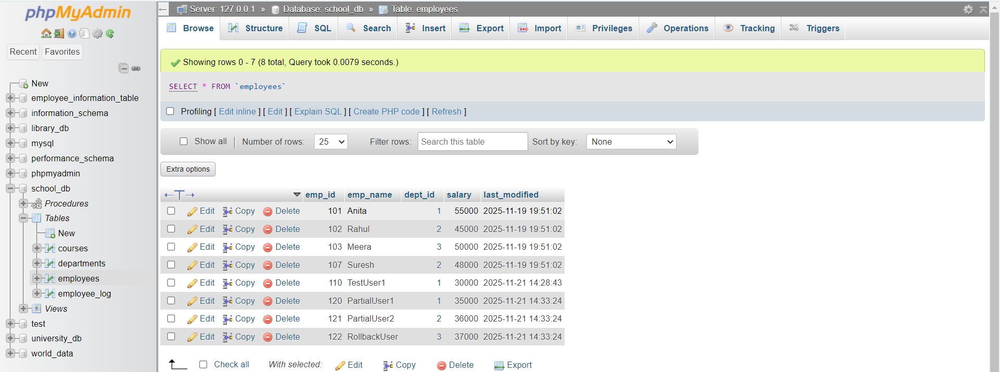 phpMyAdmin
Recent Favorites
New
employee_information_table
information_schema
library_db
mysql
performance_schema
phpmyadmin
school_db
Procedures
Tables
New
courses
departments
employees
employee_log
Views
test
university_db
world_data
Server: 127.0.0.1 » Database: school_db » Table: employees
Browse Structure SQL Search Insert Export Import Privileges Operations Tracking Triggers
Showing rows 0 - 7 (8 total, Query took 0.0079 seconds.)
SELECT * FROM `employees`
Profiling [ Edit inline ] [ Edit ] [ Explain SQL ] [ Create PHP code ] [ Refresh ]
Show all Number of rows: 25 Filter rows: Search this table Sort by key: None
Extra options
emp_id emp_name dept_id salary last_modified
Edit Copy Delete 101 Anita 1 55000 2025-11-19 19:51:02
Edit Copy Delete 102 Rahul 2 45000 2025-11-19 19:51:02
Edit Copy Delete 103 Meera 3 50000 2025-11-19 19:51:02
Edit Copy Delete 107 Suresh 2 48000 2025-11-19 19:51:02
Edit Copy Delete 110 TestUser1 1 30000 2025-11-21 14:28:43
Edit Copy Delete 120 PartialUser1 1 35000 2025-11-21 14:33:24
Edit Copy Delete 121 PartialUser2 2 36000 2025-11-21 14:33:24
Edit Copy Delete 122 RollbackUser 3 37000 2025-11-21 14:33:24
Check all With selected: Edit Copy Delete Export